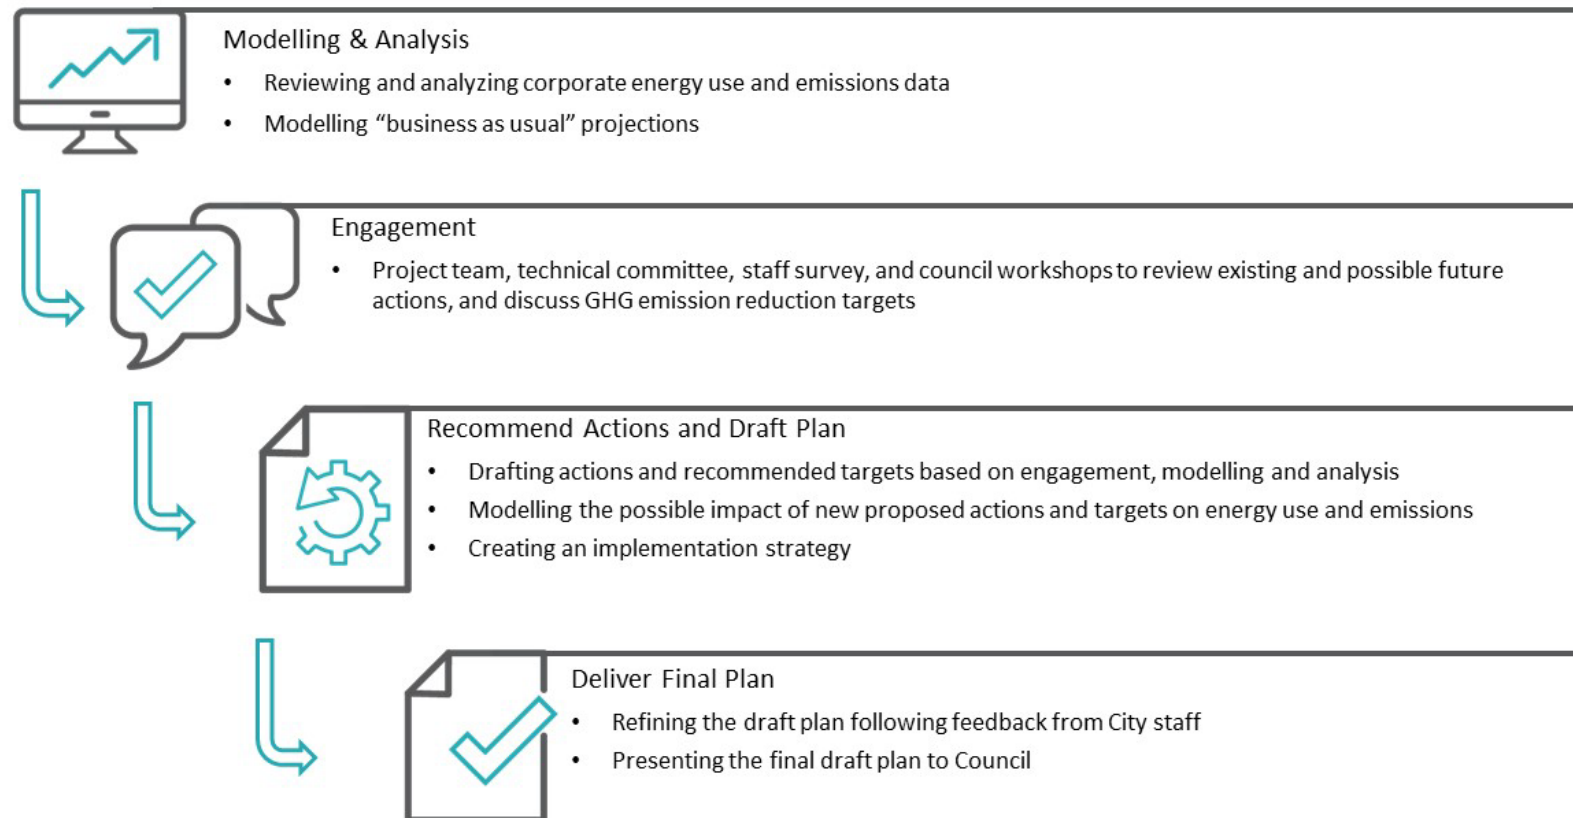 Modelling & Analysis
• Reviewing and analyzing corporate energy use and emissions data
• Modelling “business as usual” projections
Engagement
• Project team, technical committee, staff survey, and council workshops to review existing and possible future
actions, and discuss GHG emission reduction targets
Recommend Actions and Draft Plan
• Drafting actions and recommended targets based on engagement, modelling and analysis
• Modelling the possible impact of new proposed actions and targets on energy use and emissions
• Creating an implementation strategy
Deliver Final Plan
• Refining the draft plan following feedback from City staff
• Presenting the final draft plan to Council